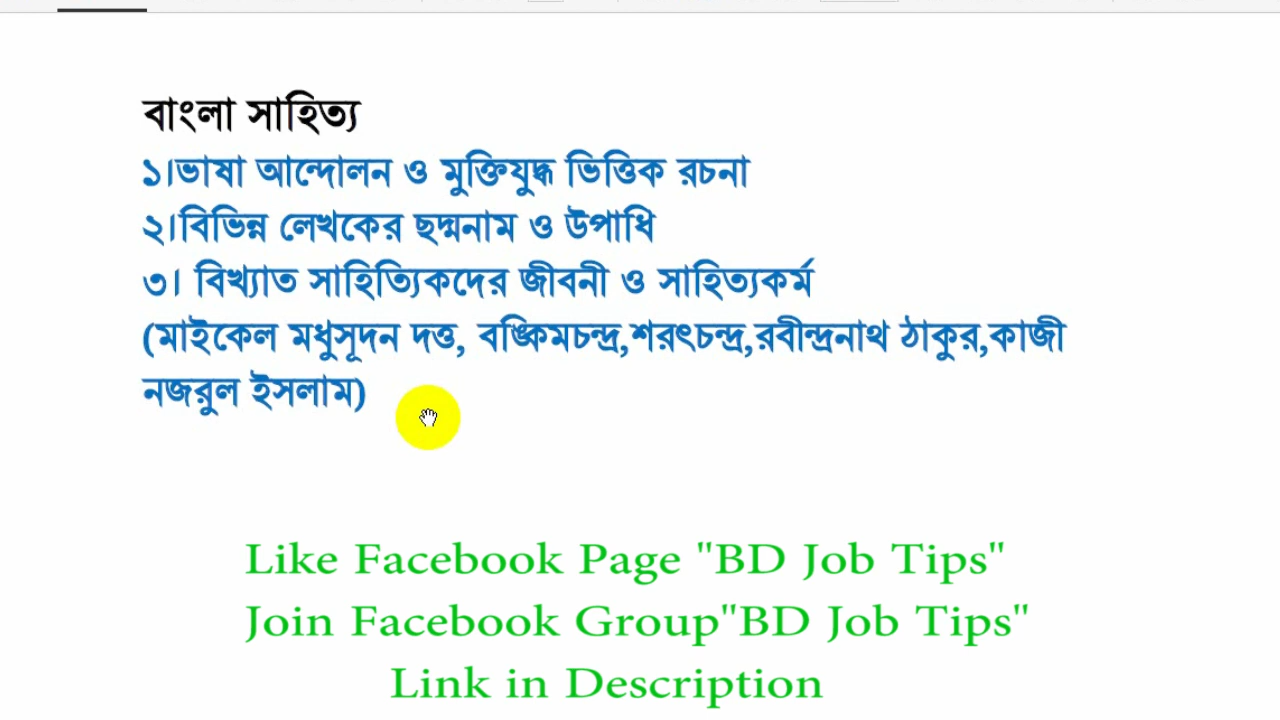 বাংলা সাহিত্য
১।ভাষা আন্দোলন ও মুক্তিযুদ্ধ ভিত্তিক রচনা
২।বিভিন্ন লেখকের ছদ্মনাম ও উপাধি
৩। বিখ্যাত সাহিত্যিকদের জীবনী ও সাহিত্যকর্ম
(মাইকেল মধুসূদন দত্ত, বঙ্কিমচন্দ্র,শরৎচন্দ্র,রবীন্দ্রনাথ ঠাকুর,কাজী
নজরুল ইসলাম)
Like Facebook Page "BD Job Tips"
Join Facebook Group"BD Job Tips"
Link in Description